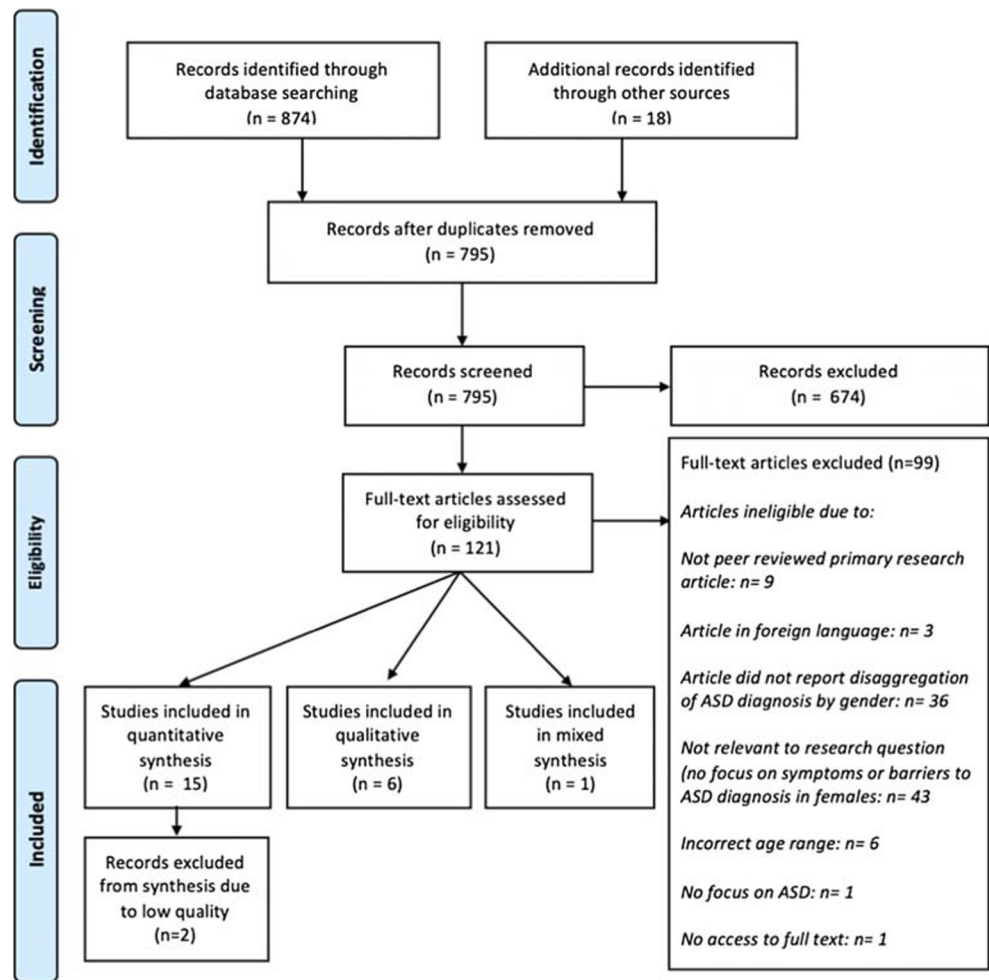 Identification
Records identified through
database searching
(n = 874)
Additional records identified
through other sources
(n = 18)
Records after duplicates removed
(n = 795)
Screening
Records screened
(n = 795)
Records excluded
(n = 674)
Eligibility
Full-text articles assessed
for eligibility
(n = 121)
Full-text articles excluded (n=99)
Articles ineligible due to:
Not peer reviewed primary research
article: n= 9
Article in foreign language: n= 3
Article did not report disaggregation
of ASD diagnosis by gender: n= 36
Not relevant to research question
(no focus on symptoms or barriers to
ASD diagnosis in females: n= 43
Incorrect age range: n= 6
No focus on ASD: n= 1
No access to full text: n= 1
Included
Studies included in
quantitative
synthesis
(n = 15)
Studies included in
qualitative
synthesis
(n = 6)
Studies included
in mixed
synthesis
(n = 1)
Records excluded
from synthesis due
to low quality
(n=2)